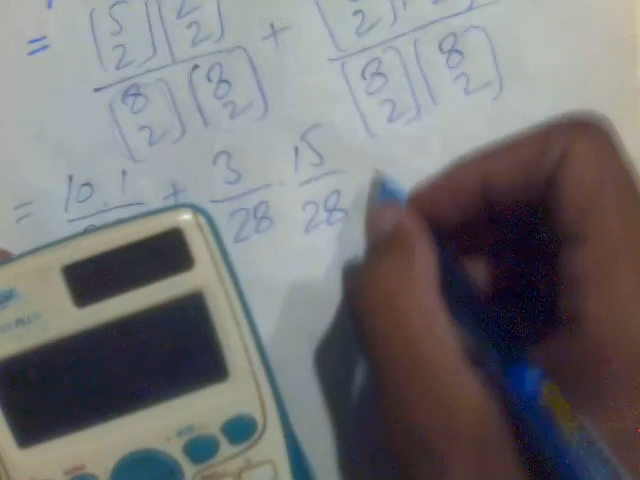 = (5 2)(2 2) / (8 2)(8 2) + / (8 2)(8 2)
= 10.1 + 3/28 . 15/28